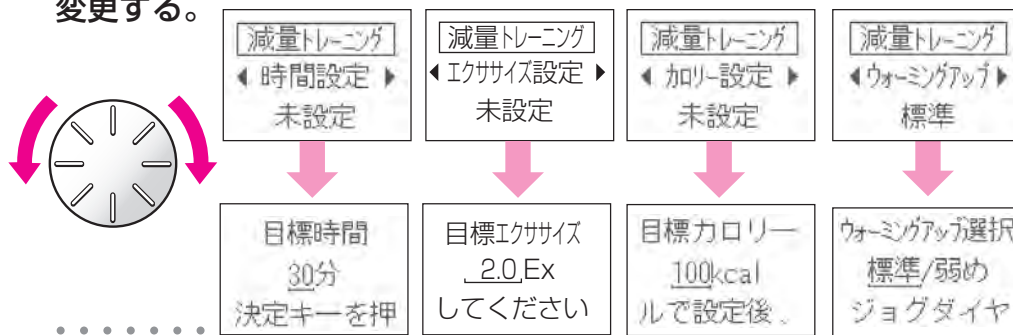 変更する。
減量トレーニング
◀ 時間設定 ▶
未設定
減量トレーニング
◀ エクササイズ設定 ▶
未設定
減量トレーニング
◀ カロリー設定 ▶
未設定
減量トレーニング
◀ウォーミングアップ▶
標準
目標時間
30分
決定キーを押
目標エクササイズ
2.0 Ex
してください
目標カロリー
100kcal
ルで設定後、
ウォーミングアップ選択
標準/弱め
ジョグダイヤ